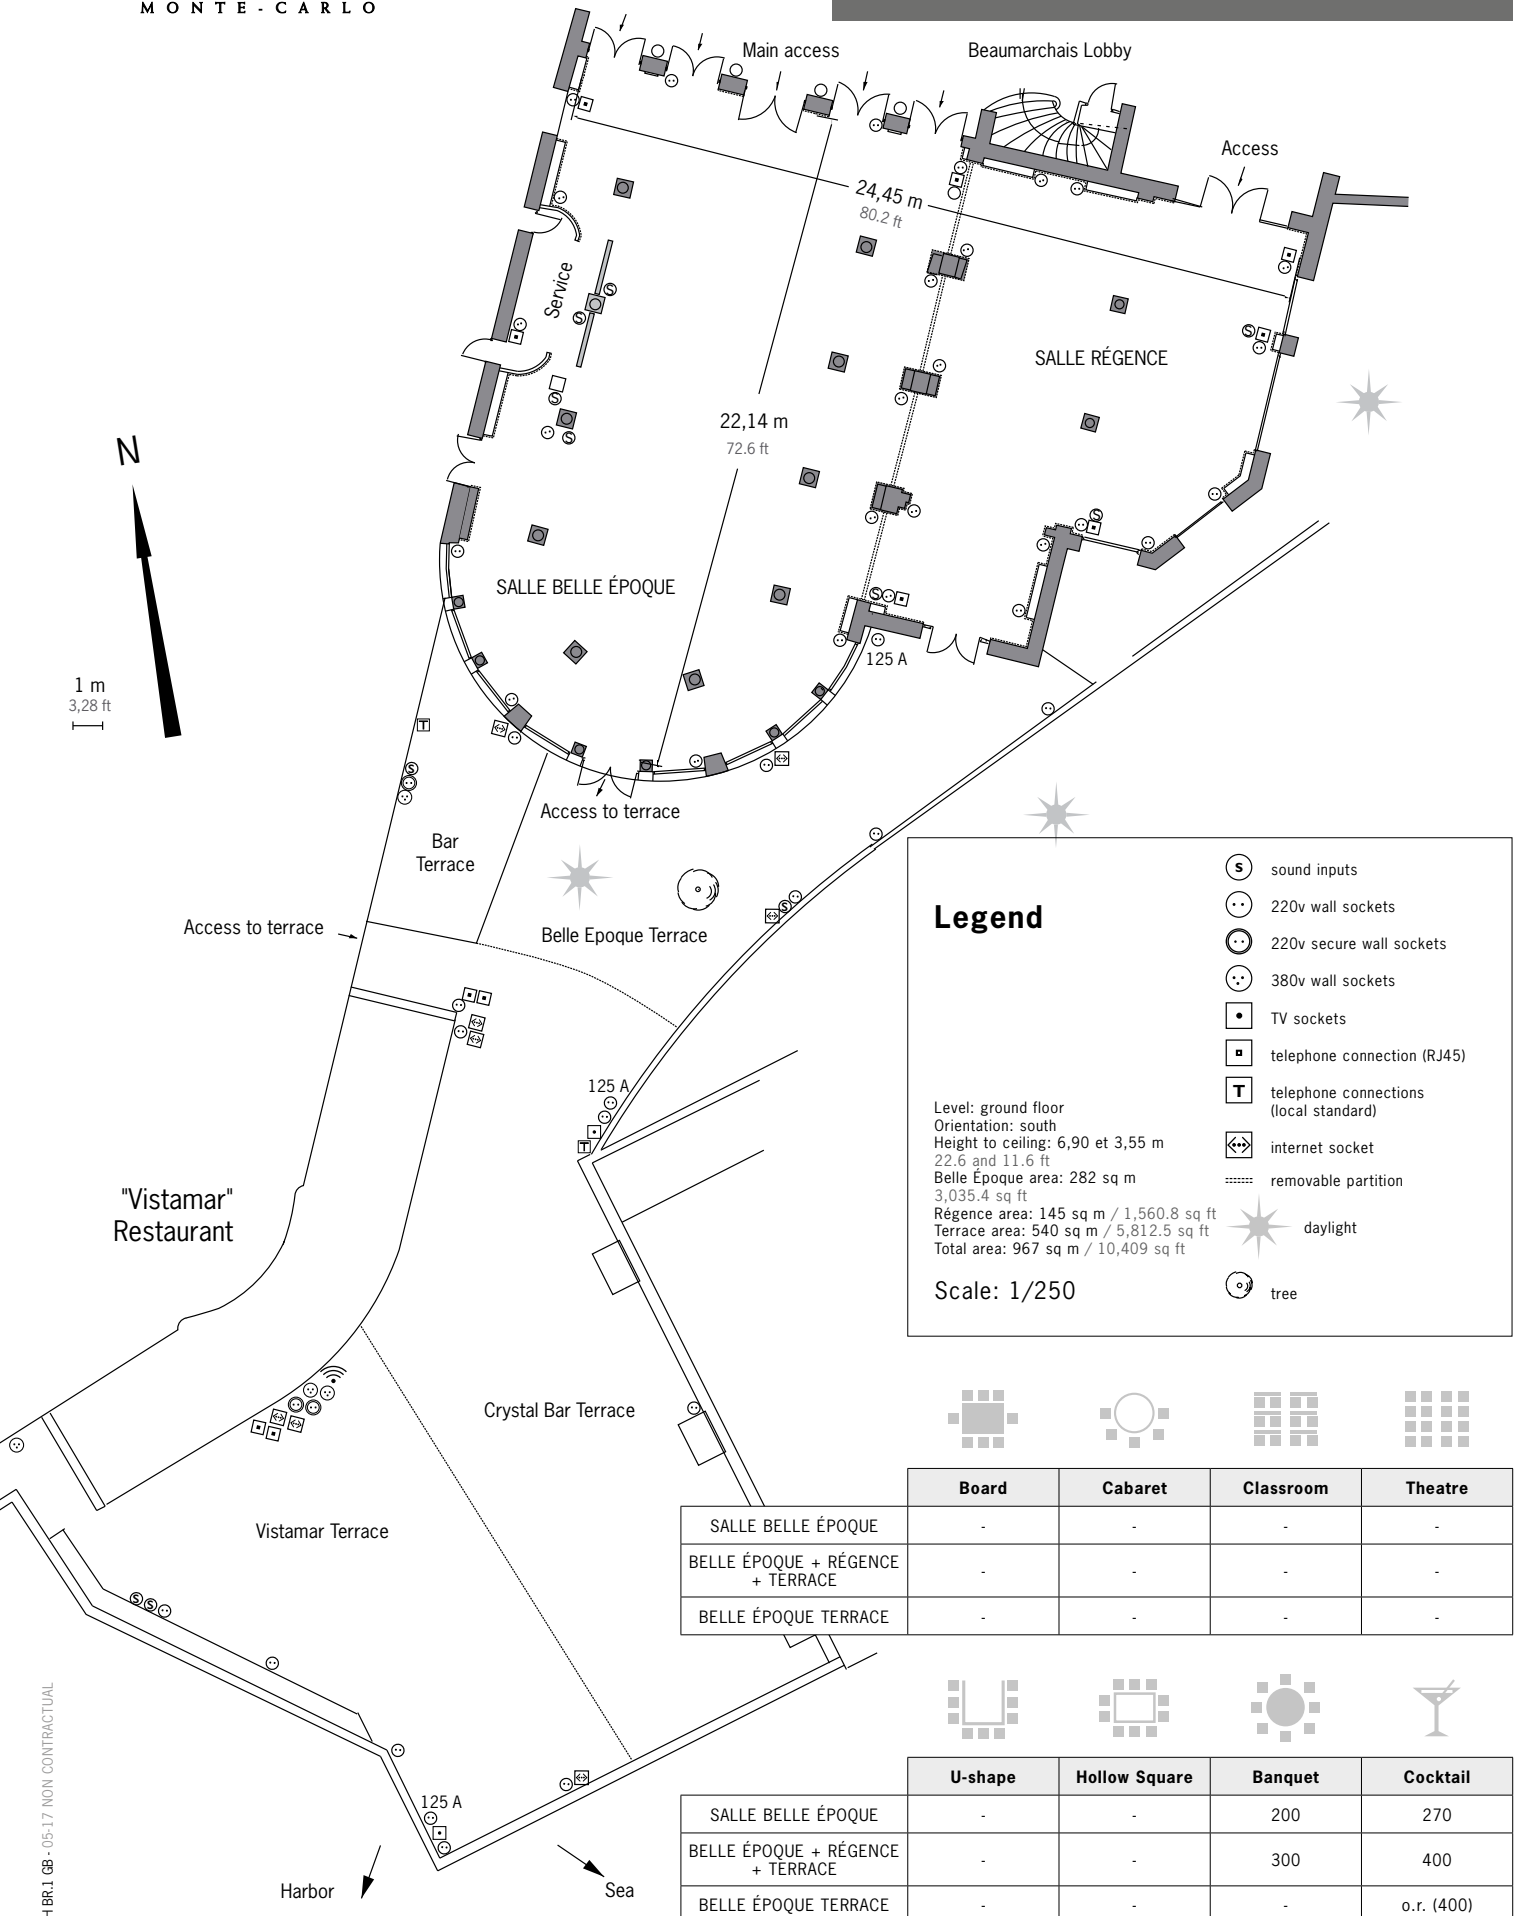 MONTE-CARLO
Main access
Beaumarchais Lobby
Access
24,45 m
80.2 ft
Service
SALLE RÉGENCE
22,14 m
72.6 ft
N
SALLE BELLE ÉPOQUE
125 A
1 m
3,28 ft
Access to terrace
Bar
Terrace
Access to terrace
Belle Epoque Terrace
125 A
"Vistamar"
Restaurant
Crystal Bar Terrace
Vistamar Terrace
125 A
Harbor
Sea
H BR.1 GB - 05-17 NON CONTRACTUAL
Legend
S sound inputs
220v wall sockets
220v secure wall sockets
380v wall sockets
TV sockets
telephone connection (RJ45)
T telephone connections
(local standard)
internet socket
removable partition
daylight
tree
Level: ground floor
Orientation: south
Height to ceiling: 6,90 et 3,55 m
22.6 and 11.6 ft
Belle Époque area: 282 sq m
3,035.4 sq ft
Régence area: 145 sq m / 1,560.8 sq ft
Terrace area: 540 sq m / 5,812.5 sq ft
Total area: 967 sq m / 10,409 sq ft
Scale: 1/250
Board Cabaret Classroom Theatre
SALLE BELLE ÉPOQUE - - - -
BELLE ÉPOQUE + RÉGENCE
+ TERRACE - - - -
BELLE ÉPOQUE TERRACE - - - -
U-shape Hollow Square Banquet Cocktail
SALLE BELLE ÉPOQUE - - 200 270
BELLE ÉPOQUE + RÉGENCE
+ TERRACE - - 300 400
BELLE ÉPOQUE TERRACE - - - o.r. (400)